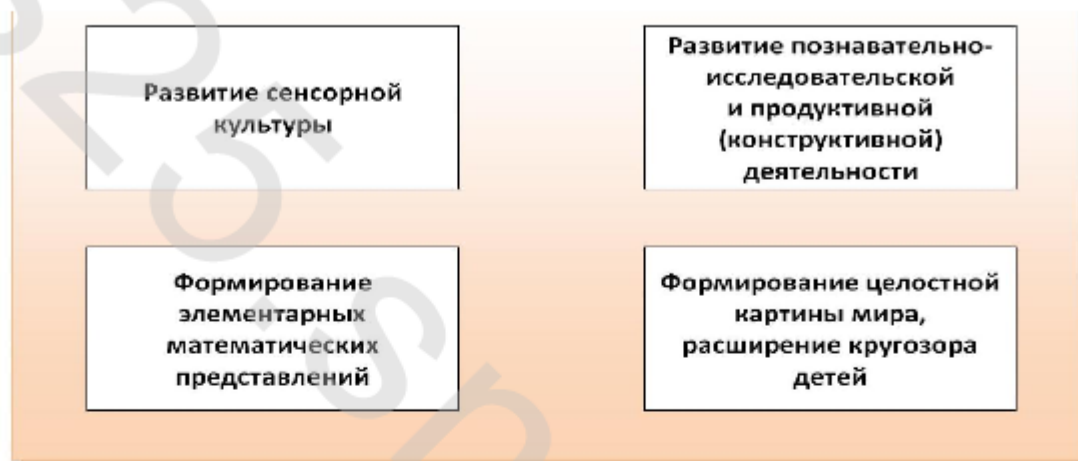 Развитие сенсорной
культуры
Развитие познавательно-
исследовательской
и продуктивной
(конструктивной)
деятельности
Формирование
элементарных
математических
представлений
Формирование целостной
картины мира,
расширение кругозора
детей